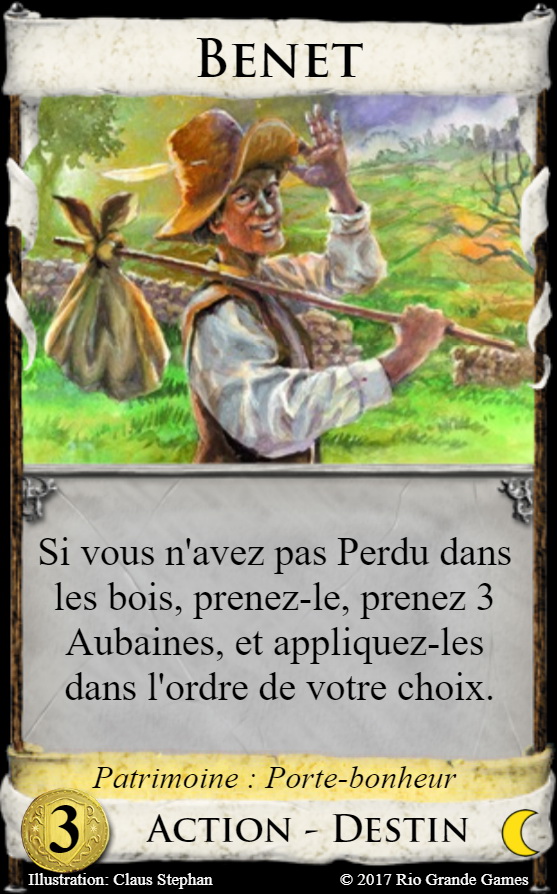 BENET
Si vous n'avez pas Perdu dans
les bois, prenez-le, prenez 3
Aubaines, et appliquez-les
dans l'ordre de votre choix.
Patrimoine : Porte-bonheur
3 ACTION - DESTIN
Illustration: Claus Stephan © 2017 Rio Grande Games